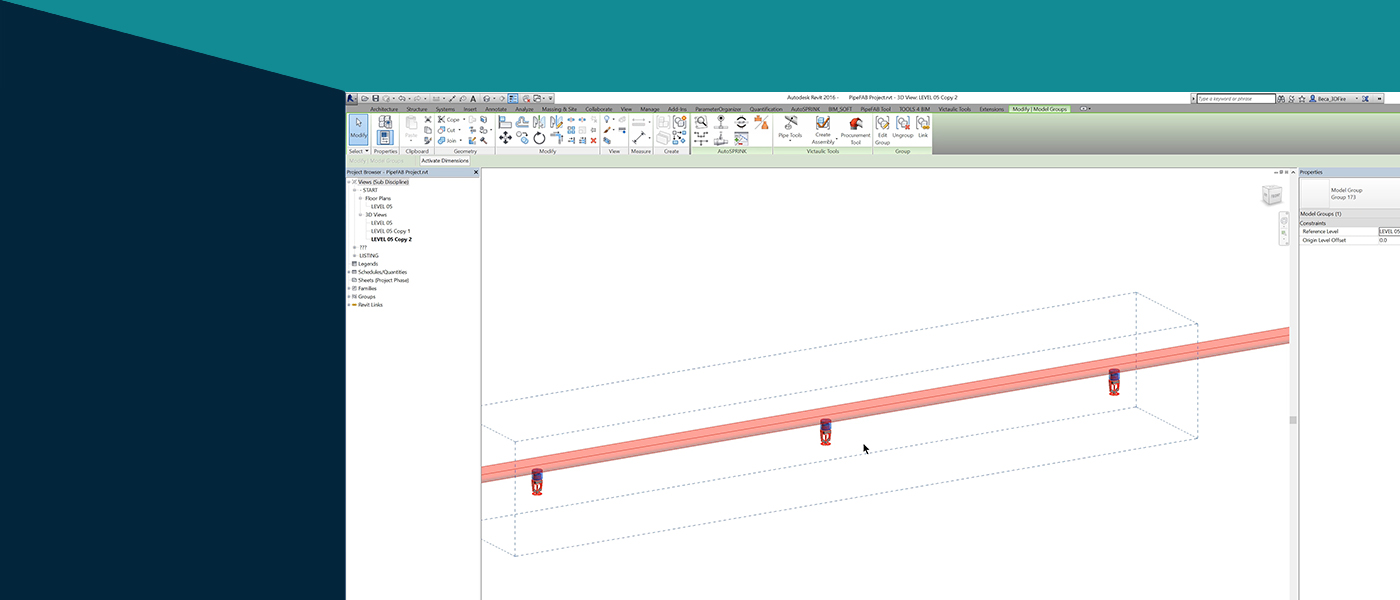 Autodesk Revit 2016 - PipeFAB Project.rvt - 3D View: LEVEL 05 Copy 2
Type a keyword or phrase
Beca_3DFire
Architecture Structure Systems Insert Annotate Analyze Massing & Site Collaborate View Manage Add-Ins ParameterOrganizer Quantification AutoSPRINK BIM_SOFT PipeFAB Tool TOOLS 4 BIM Victaulic Tools Extensions Modify | Model Groups
Modify
Paste
Cope
Cut
Join
Pipe Tools
Create Assembly
Procurement Tool
Edit Group
Ungroup
Link
Select Properties Clipboard Geometry Modify View Measure Create AutoSPRINK Victaulic Tools Group
Modify | Model Groups
Activate Dimensions
Project Browser - PipeFAB Project.rvt
Views (Sub Discipline)
- START
Floor Plans
LEVEL 05
3D Views
LEVEL 05
LEVEL 05 Copy 1
LEVEL 05 Copy 2
???
LISTING
Legends
Schedules/Quantities
Sheets (Project Phase)
Families
Groups
Revit Links
Properties
Model Group
Group 173
Model Groups (1)
Constraints
Reference Level LEVEL 05
Origin Level Offset 0.0